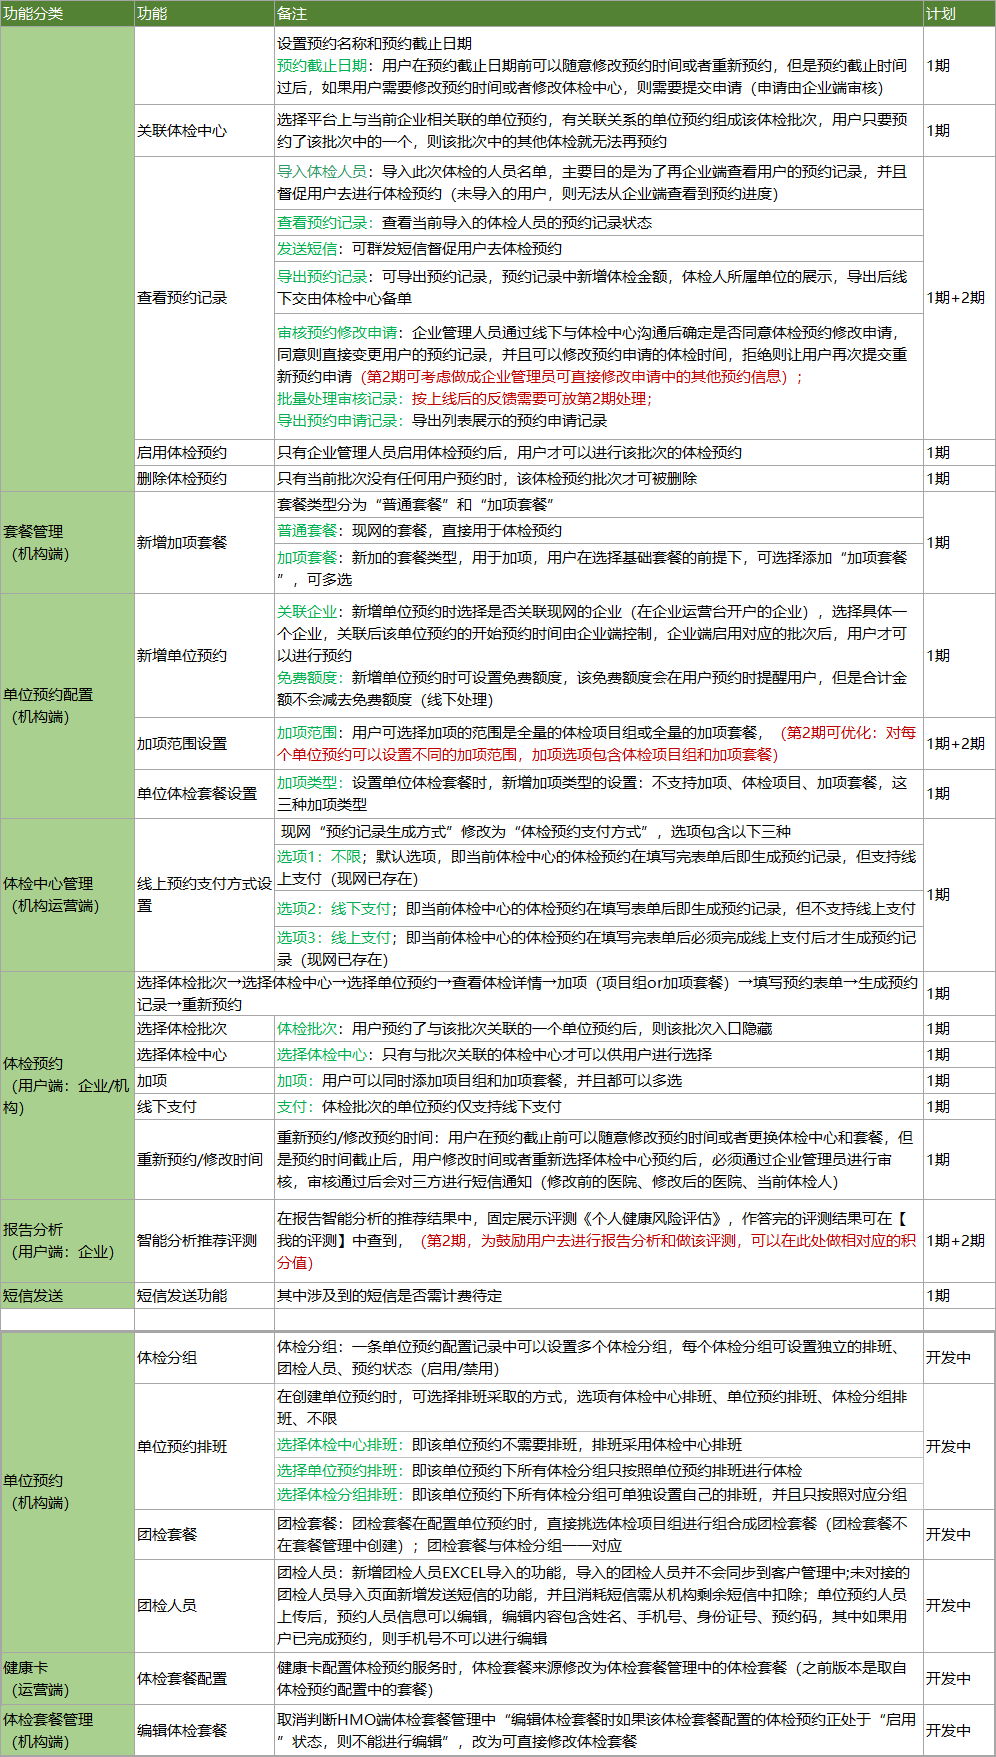 功能分类 功能 备注 计划
设置预约名称和预约截止日期
预约截止日期：用户在预约截止日期前可以随意修改预约时间或者重新预约，但是预约截止时间
过后，如果用户需要修改预约时间或者修改体检中心，则需要提交申请（申请由企业端审核）
1期
关联体检中心
选择平台上与当前企业相关联的单位预约，有关联关系的单位预约组成该体检批次，用户只要预
约了该批次中的一个，则该批次中的其他体检就无法再预约
1期
查看预约记录
导入体检人员：导入此次体检的人员名单，主要目的是为了再企业端查看用户的预约记录，并且
督促用户去进行体检预约（未导入的用户，则无法从企业端查看到预约进度）
查看预约记录：查看当前导入的体检人员的预约记录状态
发送短信：可群发短信督促用户去体检预约
导出预约记录：可导出预约记录，预约记录中新增体检金额，体检人所属单位的展示，导出后线
下交由体检中心备单
审核预约修改申请：企业管理人员通过线下与体检中心沟通后确定是否同意体检预约修改申请，
同意则直接变更用户的预约记录，并且可以修改预约申请的体检时间，拒绝则让用户再次提交重
新预约申请（第2期可考虑做成企业管理员可直接修改申请中的其他预约信息）；
批量处理审核记录：按上线后的反馈需要可放第2期处理；
导出预约申请记录：导出列表展示的预约申请记录
1期+2期
启用体检预约 只有企业管理人员启用体检预约后，用户才可以进行该批次的体检预约 1期
删除体检预约 只有当前批次没有任何用户预约时，该体检预约批次才可被删除 1期
套餐管理
（机构端）
新增加项套餐
套餐类型分为“普通套餐”和“加项套餐”
普通套餐：现网的套餐，直接用于体检预约
加项套餐：新加的套餐类型，用于加项，用户在选择基础套餐的前提下，可选择添加“加项套餐
”，可多选
1期
单位预约配置
（机构端）
新增单位预约
关联企业：新增单位预约时选择是否关联现网的企业（在企业运营台开户的企业），选择具体一
个企业，关联后该单位预约的开始预约时间由企业端控制，企业端启用对应的批次后，用户才可
以进行预约
免费额度：新增单位预约时可设置免费额度，该免费额度会在用户预约时提醒用户，但是合计金
额不会减去免费额度（线下处理）
1期
加项范围设置
加项范围：用户可选择加项的范围是全量的体检项目组或全量的加项套餐，（第2期可优化：对每
个单位预约可以设置不同的加项范围，加项选项包含体检项目组和加项套餐）
1期+2期
单位体检套餐设置
加项类型：设置单位体检套餐时，新增加项类型的设置：不支持加项、体检项目、加项套餐，这
三种加项类型
1期
体检中心管理
（机构运营端）
线上预约支付方式设
置
现网“预约记录生成方式”修改为“体检预约支付方式”，选项包含以下三种
选项1：不限；默认选项，即当前体检中心的体检预约在填写完表单后即生成预约记录，但支持线
上支付（现网已存在）
选项2：线下支付；即当前体检中心的体检预约在填写表单后即生成预约记录，但不支持线上支付
选项3：线上支付；即当前体检中心的体检预约在填写完表单后必须完成线上支付后才生成预约记
录（现网已存在）
1期
体检预约
（用户端：企业/机
构）
选择体检批次→选择体检中心→选择单位预约→查看体检详情→加项（项目组or加项套餐）→填写预约表单→生成预约
记录→重新预约
1期
选择体检批次 体检批次：用户预约了与该批次关联的一个单位预约后，则该批次入口隐藏 1期
选择体检中心 选择体检中心：只有与批次关联的体检中心才可以供用户进行选择 1期
加项 加项：用户可以同时添加项目组和加项套餐，并且都可以多选 1期
线下支付 支付：体检批次的单位预约仅支持线下支付 1期
重新预约/修改时间
重新预约/修改预约时间：用户在预约截止前可以随意修改预约时间或者更换体检中心和套餐，但
是预约时间截止后，用户修改时间或者重新选择体检中心预约后，必须通过企业管理员进行审
核，审核通过后会对三方进行短信通知（修改前的医院、修改后的医院、当前体检人）
1期
报告分析
（用户端：企业）
智能分析推荐评测
在报告智能分析的推荐结果中，固定展示评测《个人健康风险评估》，作答完的评测结果可在【
我的评测】中查到，（第2期，为鼓励用户去进行报告分析和做该评测，可以在此处做相对应的积
分值）
1期+2期
短信发送 短信发送功能 其中涉及到的短信是否需计费待定 1期
单位预约
（机构端）
体检分组
体检分组：一条单位预约配置记录中可以设置多个体检分组，每个体检分组可设置独立的排班、
团检人员、预约状态（启用/禁用）
开发中
单位预约排班
在创建单位预约时，可选择排班采取的方式，选项有体检中心排班、单位预约排班、体检分组排
班、不限
选择体检中心排班：即该单位预约不需要排班，排班采用体检中心排班
选择单位预约排班：即该单位预约下所有体检分组只按照单位预约排班进行体检
选择体检分组排班：即该单位预约下所有体检分组可单独设置自己的排班，并且只按照对应分组
开发中
团检套餐
团检套餐：团检套餐在配置单位预约时，直接挑选体检项目组进行组合成团检套餐（团检套餐不
在套餐管理中创建）；团检套餐与体检分组一一对应
开发中
团检人员
团检人员：新增团检人员EXCEL导入的功能，导入的团检人员并不会同步到客户管理中;未对接的
团检人员导入页面新增发送短信的功能，并且消耗短信需从机构剩余短信中扣除；单位预约人员
上传后，预约人员信息可以编辑，编辑内容包含姓名、手机号、身份证号、预约码，其中如果用
户已完成预约，则手机号不可以进行编辑
开发中
健康卡
（运营端）
体检套餐配置
健康卡配置体检预约服务时，体检套餐来源修改为体检套餐管理中的体检套餐（之前版本是取自
体检预约配置中的套餐）
开发中
体检套餐管理
（机构端）
编辑体检套餐
取消判断HMO端体检套餐管理中“编辑体检套餐时如果该体检套餐配置的体检预约正处于“启用
”状态，则不能进行编辑”，改为可直接修改体检套餐
开发中